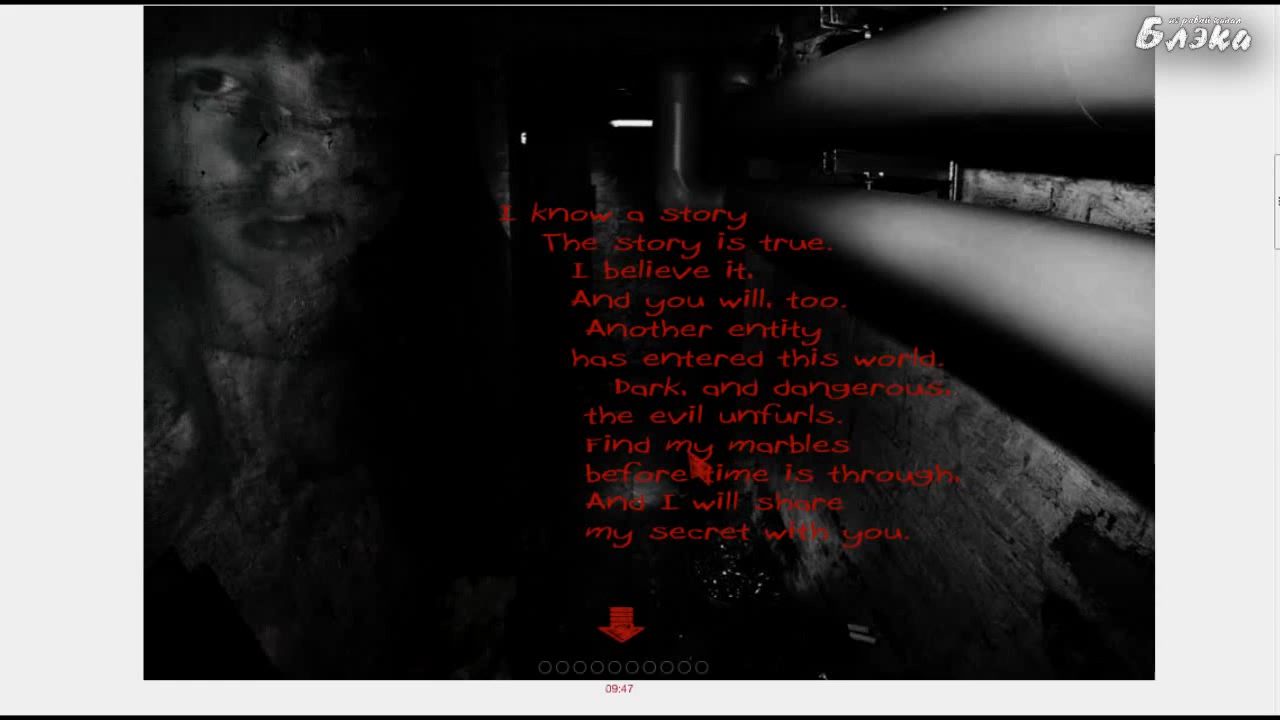 игровой канал
Блэка
I know a story
The story is true.
I believe it.
And you will, too.
Another entity
has entered this world.
Dark, and dangerous,
the evil unfurls.
Find my marbles
before time is through,
And I will share
my secret with you.
09:47